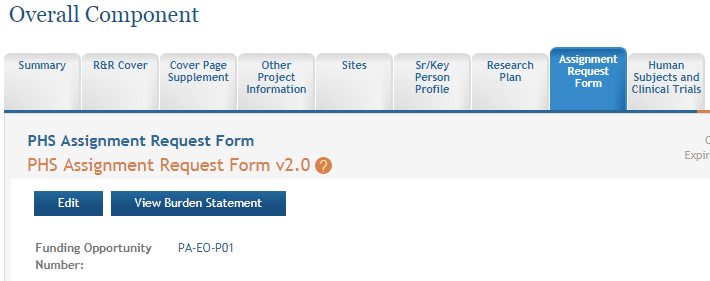 Overall Component
Summary
R&R Cover
Cover Page
Supplement
Other
Project
Information
Sites
Sr/Key
Person
Profile
Research
Plan
Assignment
Request
Form
Human
Subjects and
Clinical Trials
PHS Assignment Request Form
PHS Assignment Request Form v2.0 ?
Expir
Edit
View Burden Statement
Funding Opportunity
Number:
PA-EO-P01